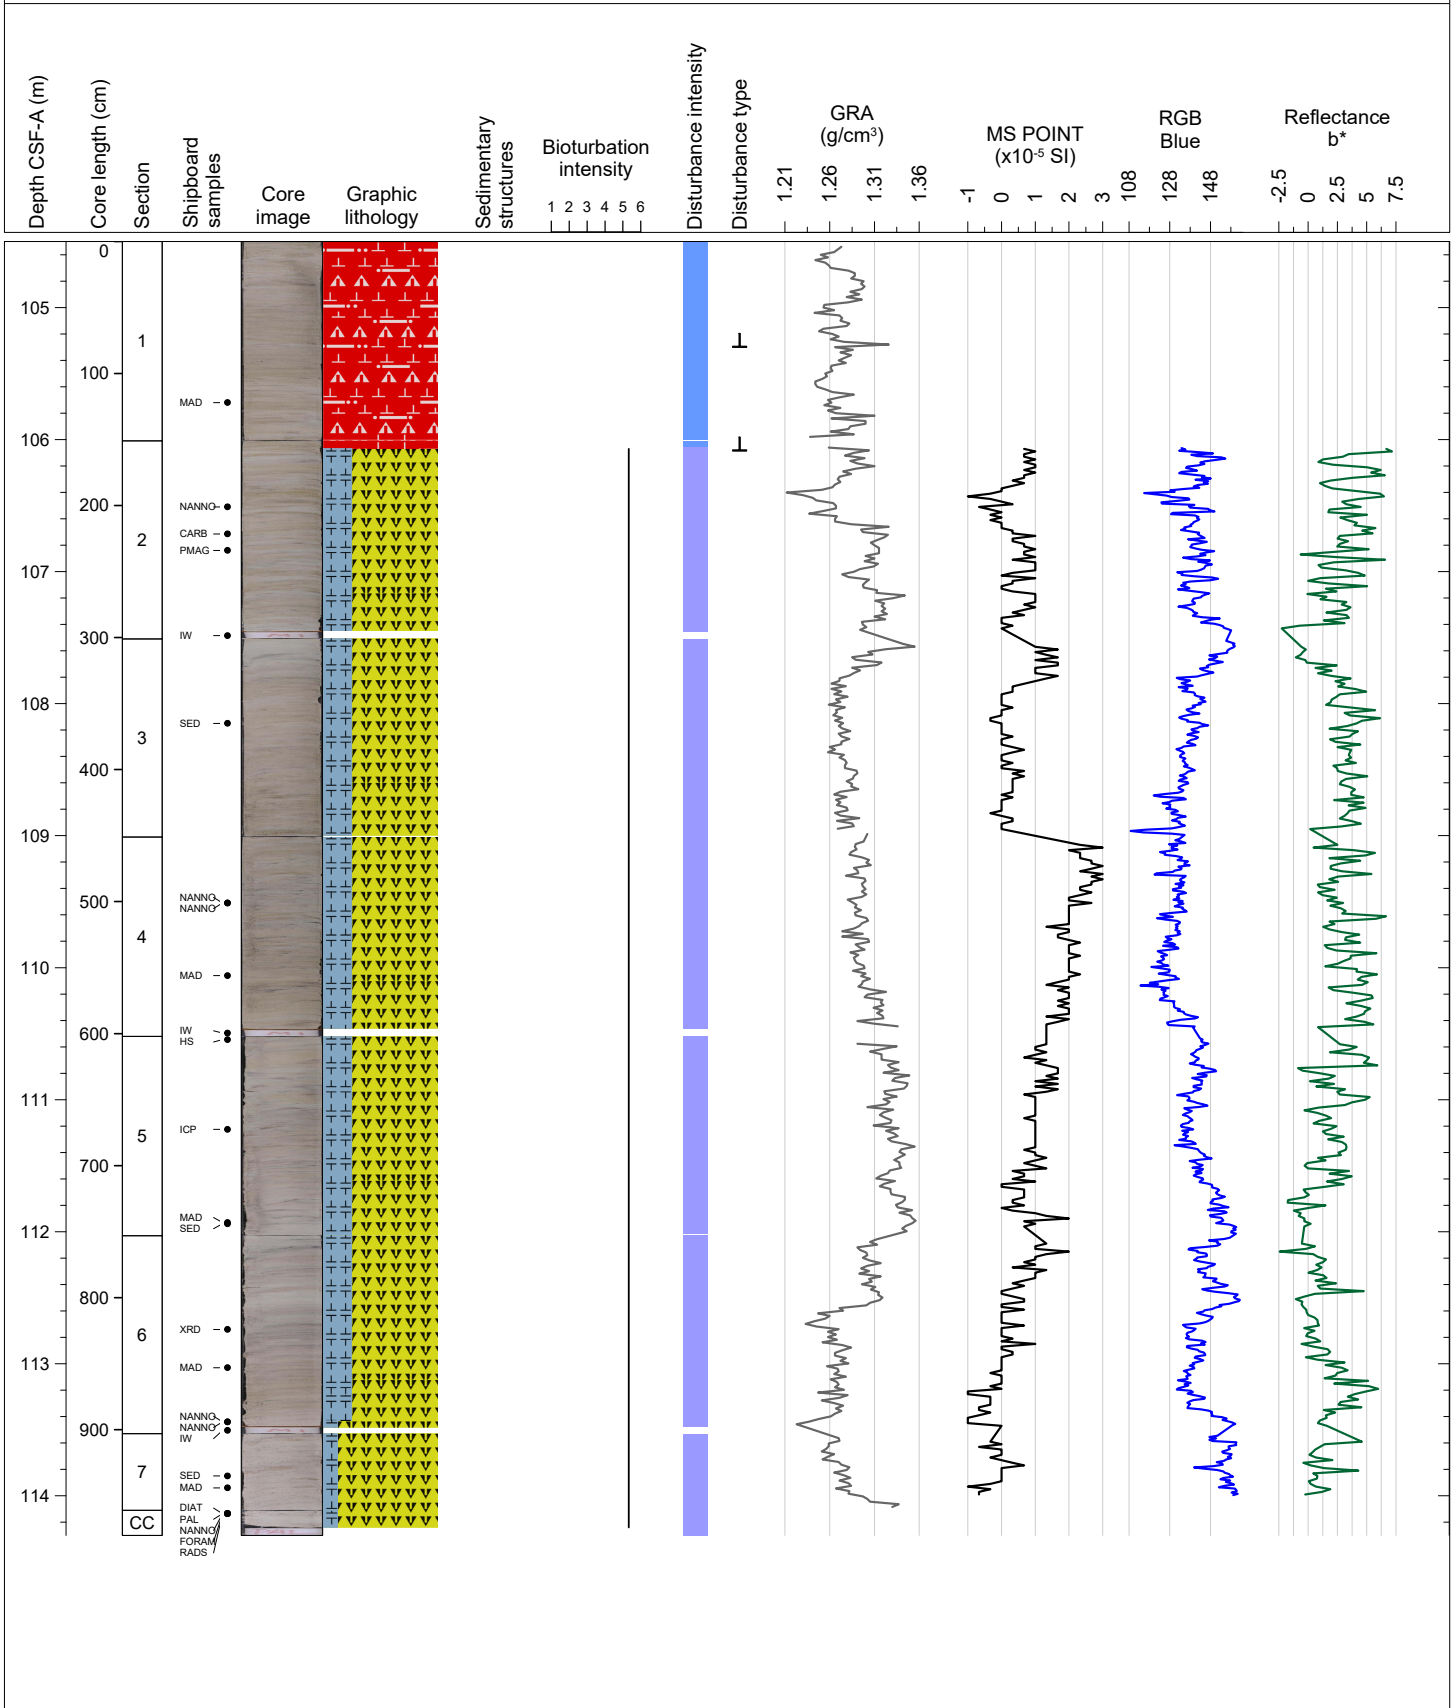 Depth CSF-A (m)
Core length (cm)
Section
Shipboard
samples
Core
image
Graphic
lithology
Sedimentary
structures
Bioturbation
intensity
1 2 3 4 5 6
Disturbance intensity
Disturbance type
GRA
(g/cm³)
1.21
1.26
1.31
1.36
MS POINT
(x10⁻⁵ SI)
-1
0
1
2
3
RGB
Blue
108
128
148
Reflectance
b*
-2.5
0
2.5
5
7.5
105
106
107
108
109
110
111
112
113
114
0
100
200
300
400
500
600
700
800
900
1
2
3
4
5
6
7
CC
MAD
NANNO
CARB
PMAG
IW
SED
NANNO
NANNO
MAD
IW
HS
ICP
MAD
SED
XRD
MAD
NANNO
NANNO
IW
SED
MAD
DIAT
PAL
NANNO
FORAM
RADS